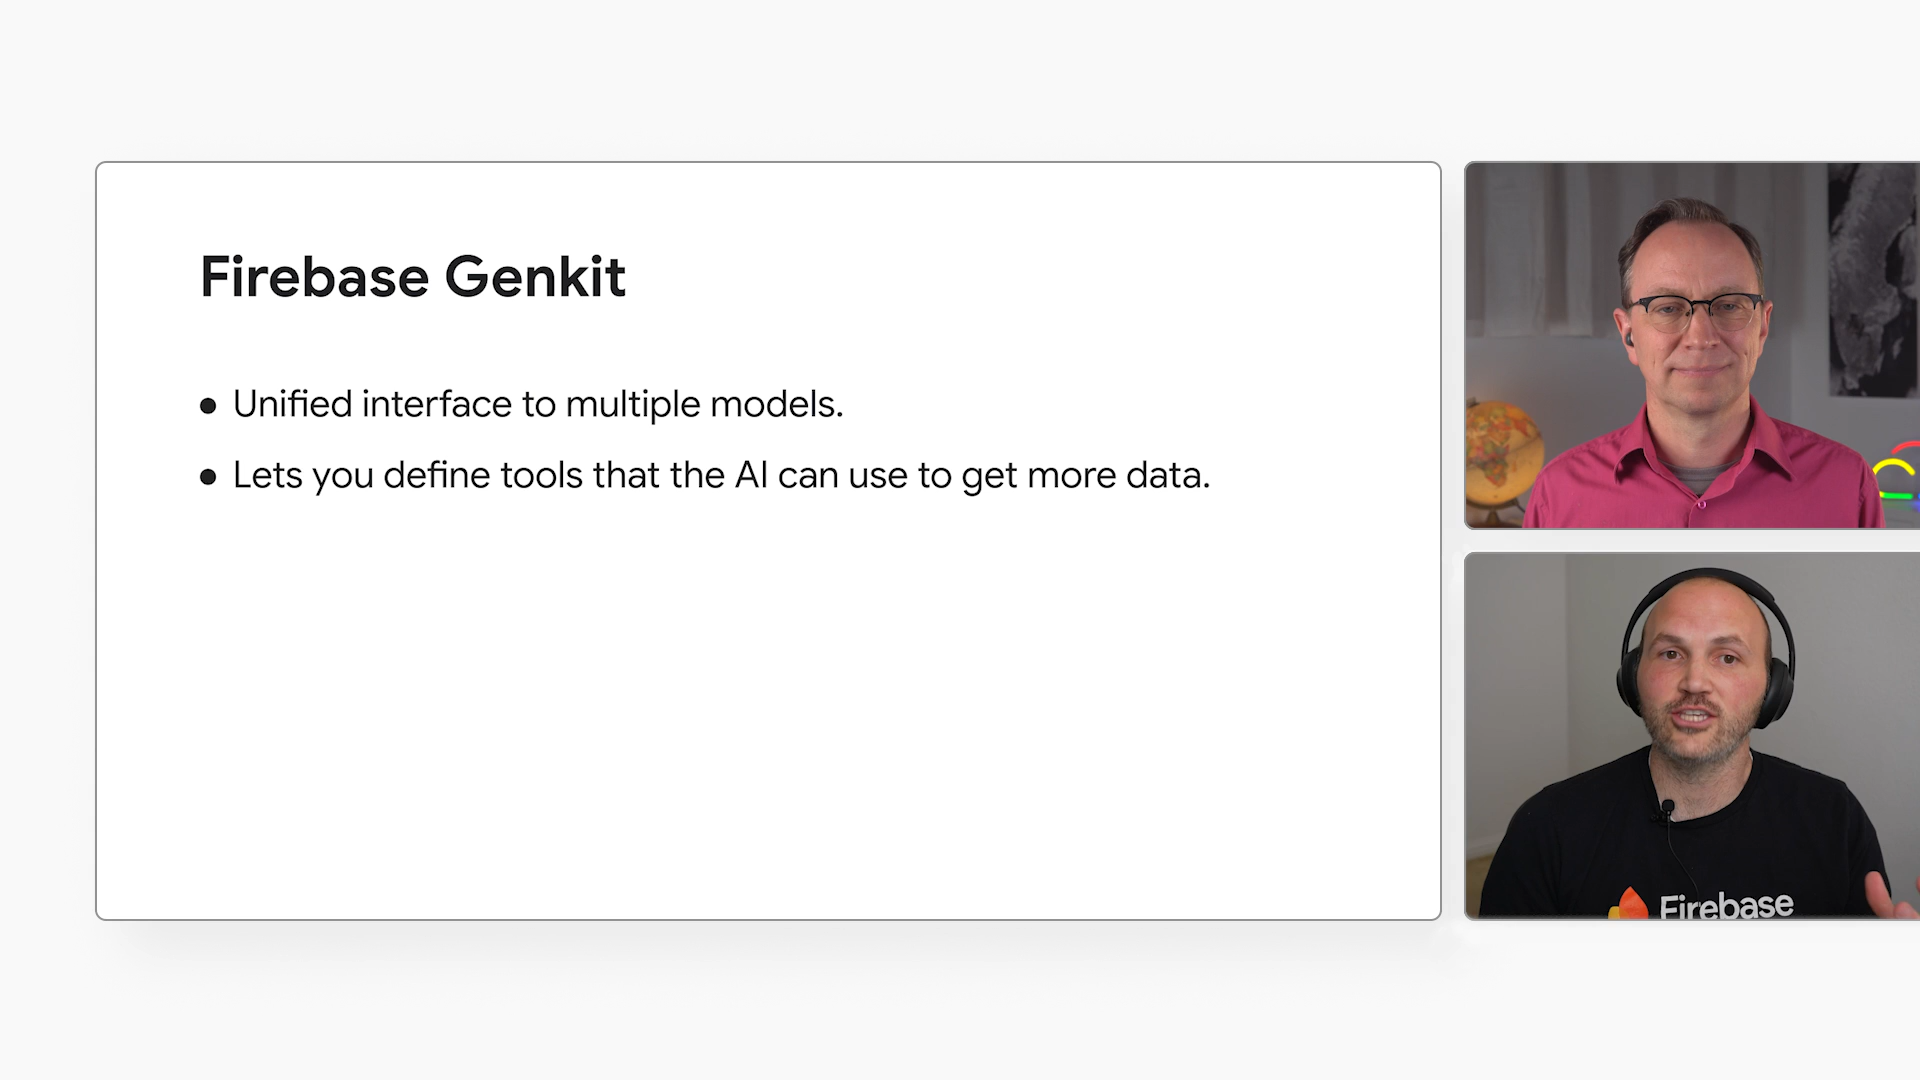 Firebase Genkit
● Unified interface to multiple models.
● Lets you define tools that the AI can use to get more data.
Firebase